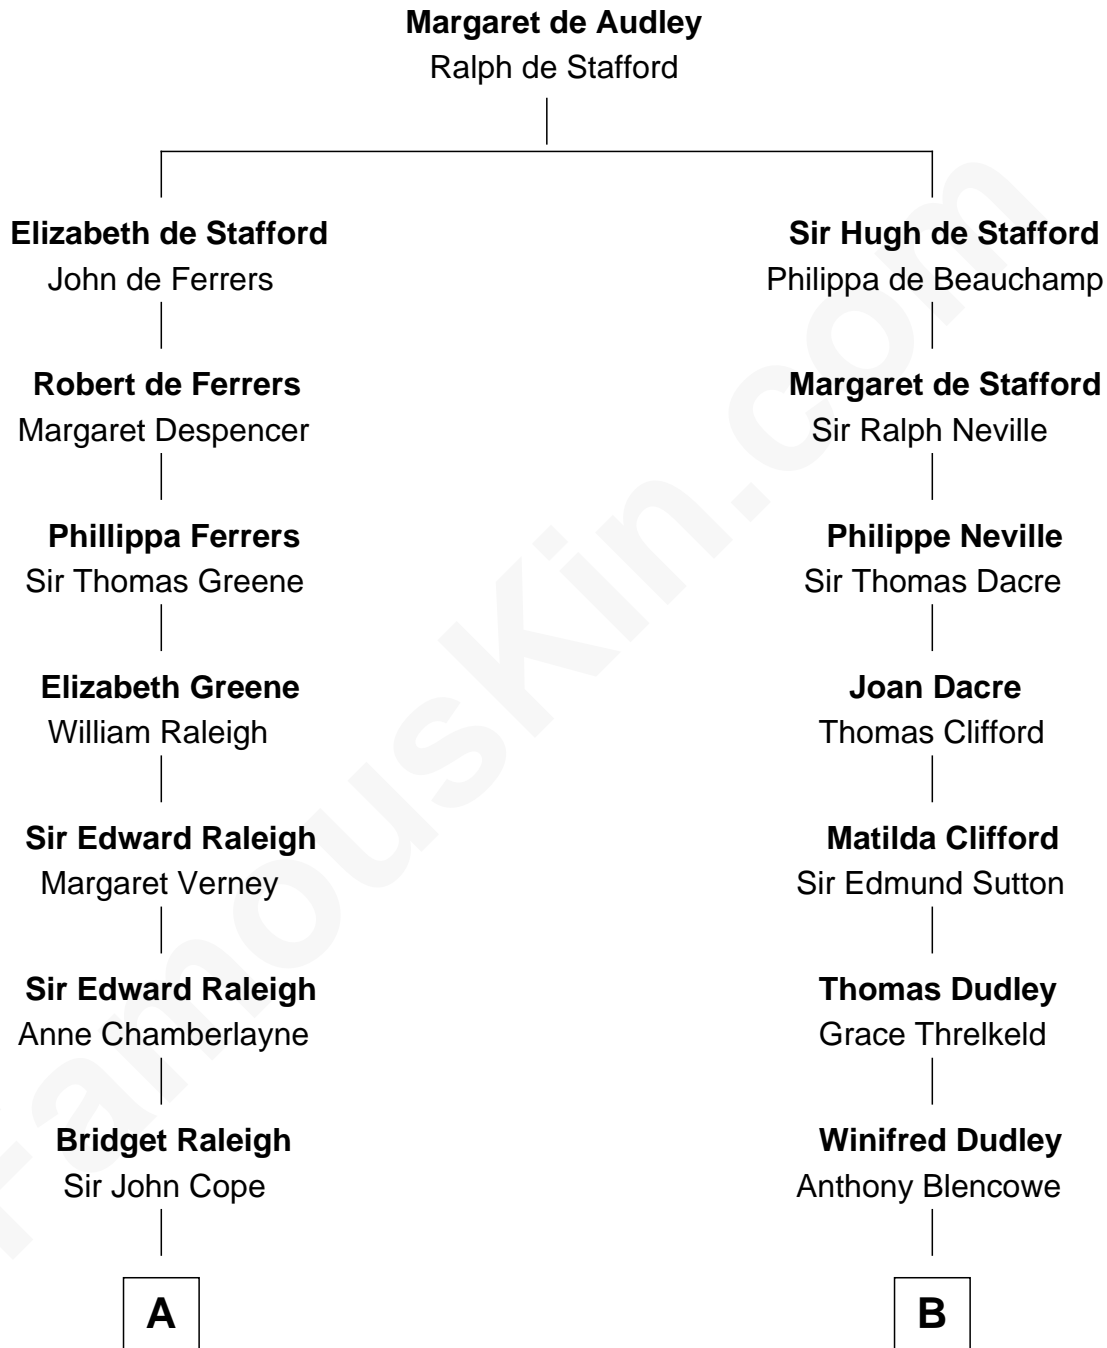 Margaret de Audley
Ralph de Stafford
Elizabeth de Stafford
John de Ferrers
Sir Hugh de Stafford
Philippa de Beauchamp
Robert de Ferrers
Margaret Despencer
Margaret de Stafford
Sir Ralph Neville
Phillippa Ferrers
Sir Thomas Greene
Philippe Neville
Sir Thomas Dacre
Elizabeth Greene
William Raleigh
Joan Dacre
Thomas Clifford
Sir Edward Raleigh
Margaret Verney
Matilda Clifford
Sir Edmund Sutton
Sir Edward Raleigh
Anne Chamberlayne
Thomas Dudley
Grace Threlkeld
Bridget Raleigh
Sir John Cope
Winifred Dudley
Anthony Blencowe
A
B
FamousKin.com